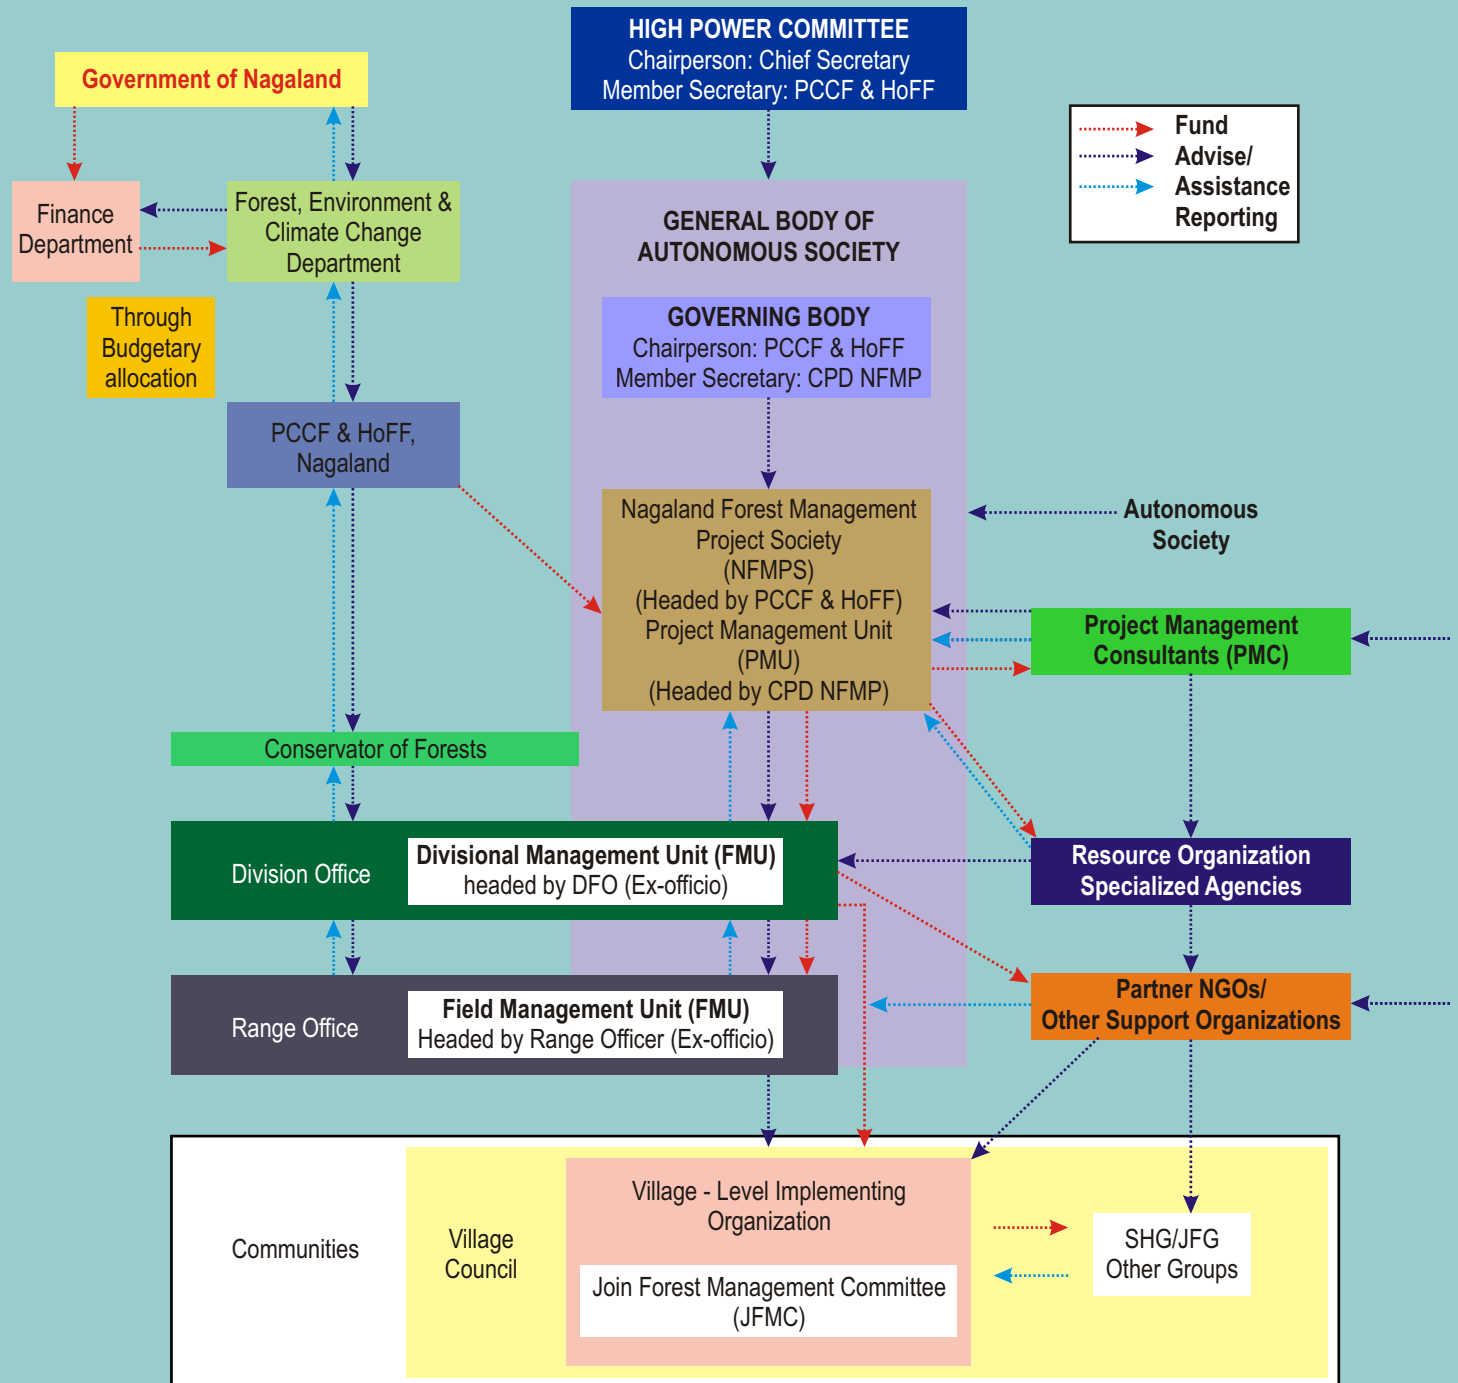 HIGH POWER COMMITTEE
Chairperson: Chief Secretary
Member Secretary: PCCF & HoFF
Government of Nagaland
Fund
Advise/
Assistance
Reporting
Finance
Department
Forest, Environment &
Climate Change
Department
GENERAL BODY OF
AUTONOMOUS SOCIETY
Through
Budgetary
allocation
GOVERNING BODY
Chairperson: PCCF & HoFF
Member Secretary: CPD NFMP
PCCF & HoFF,
Nagaland
Nagaland Forest Management
Project Society
(NFMPS)
(Headed by PCCF & HoFF)
Project Management Unit
(PMU)
(Headed by CPD NFMP)
Autonomous
Society
Project Management
Consultants (PMC)
Conservator of Forests
Division Office
Divisional Management Unit (FMU)
headed by DFO (Ex-officio)
Resource Organization
Specialized Agencies
Range Office
Field Management Unit (FMU)
Headed by Range Officer (Ex-officio)
Partner NGOs/
Other Support Organizations
Communities
Village
Council
Village - Level Implementing
Organization
Join Forest Management Committee
(JFMC)
SHG/JFG
Other Groups